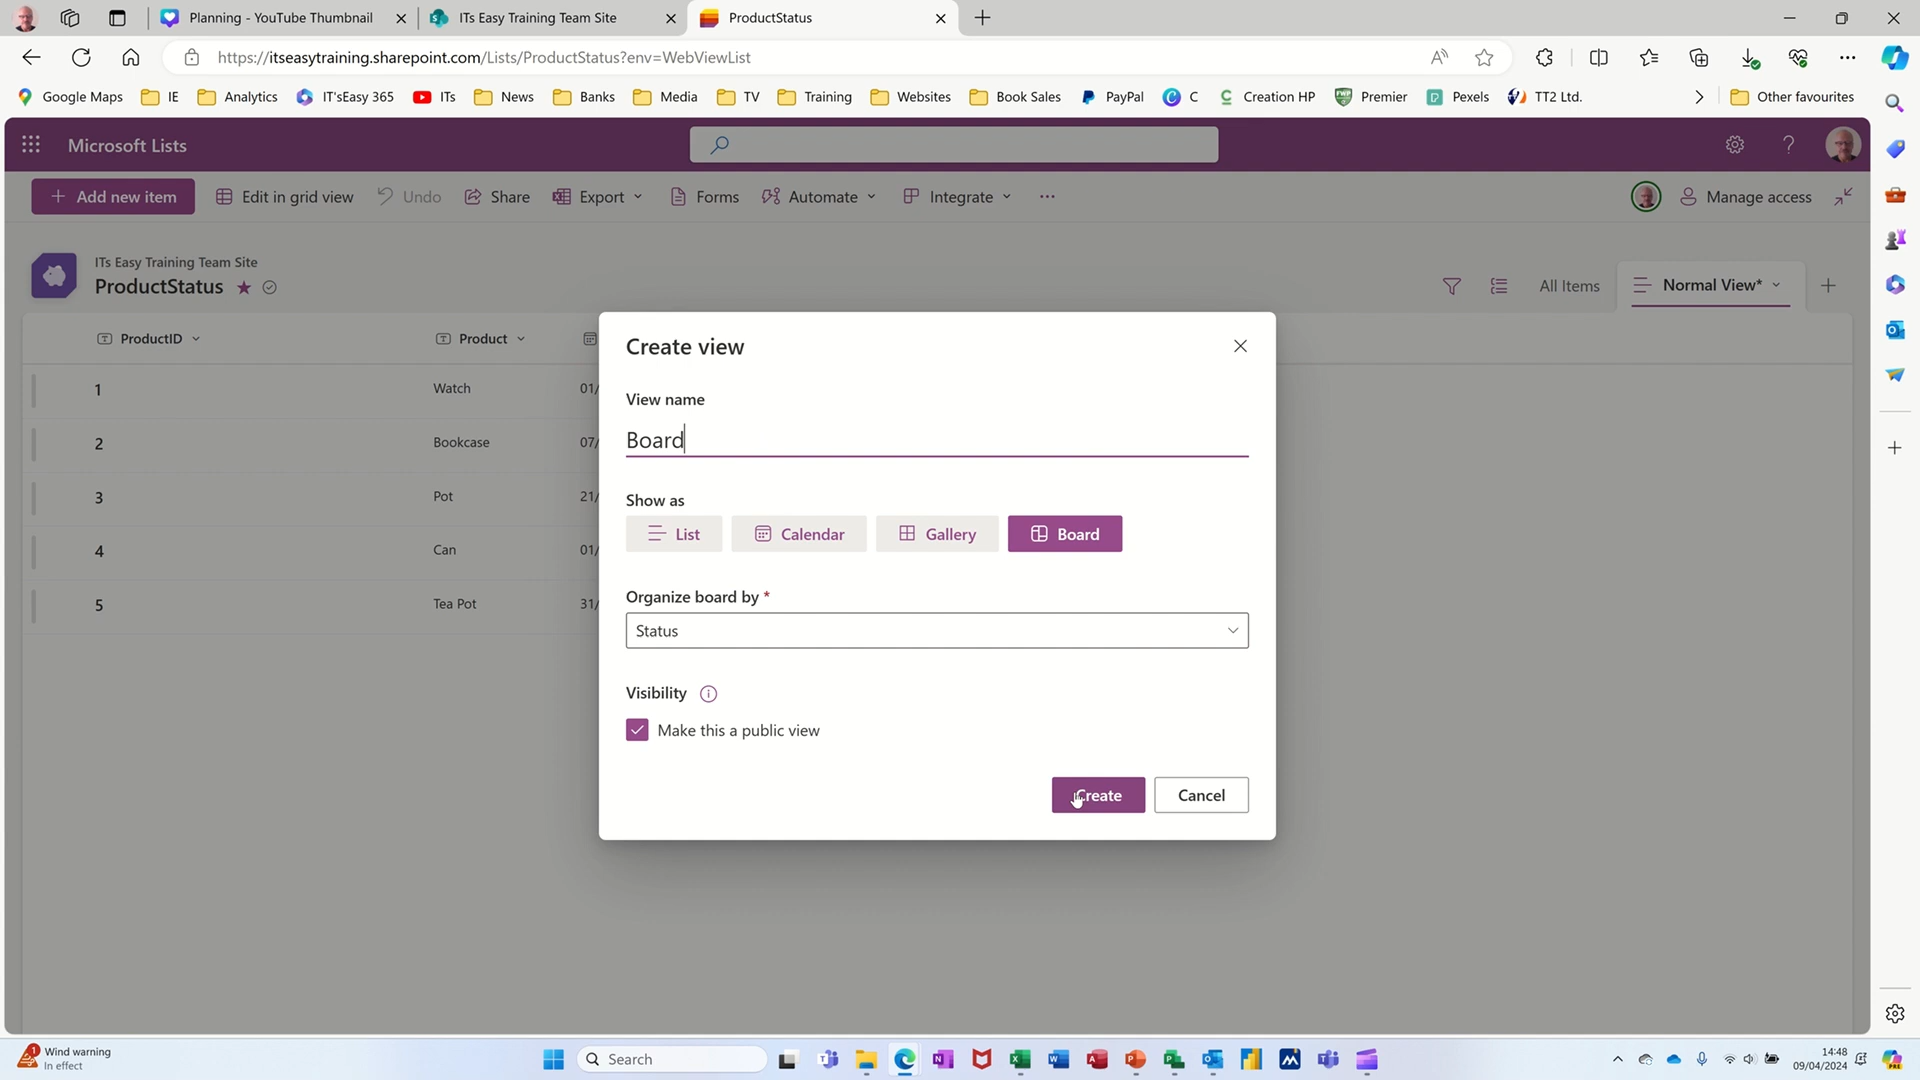 Planning - YouTube Thumbnail
ITs Easy Training Team Site
ProductStatus
https://itseasytraining.sharepoint.com/Lists/ProductStatus?env=WebViewList
Google Maps
IE
Analytics
IT'sEasy 365
ITs
News
Banks
Media
TV
Training
Websites
Book Sales
PayPal
C
Creation HP
Premier
Pexels
TT2 Ltd.
Other favourites
Microsoft Lists
Add new item
Edit in grid view
Undo
Share
Export
Forms
Automate
Integrate
Manage access
ITs Easy Training Team Site
ProductStatus
All Items
Normal View*
ProductID
Product
1
Watch
01/
2
Bookcase
07/
3
Pot
21/
4
Can
01/
5
Tea Pot
31/
Create view
View name
Board
Show as
List
Calendar
Gallery
Board
Organize board by *
Status
Visibility
Make this a public view
Create
Cancel
Wind warning
In effect
Search
14:48
09/04/2024